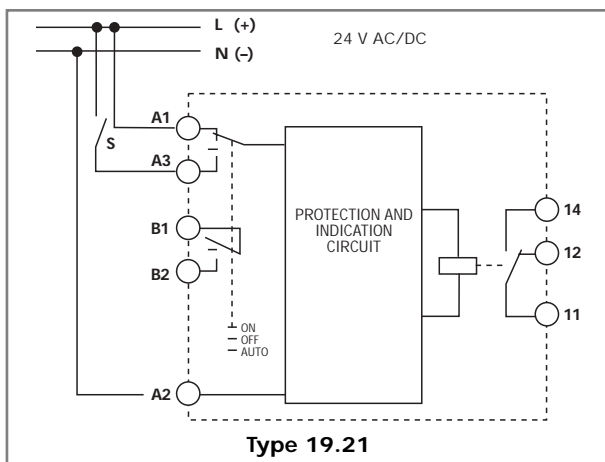 L (+)
24 V AC/DC
N (–)
A1
S
A3
14
PROTECTION AND
INDICATION
CIRCUIT
B1
12
B2
11
ON
OFF
AUTO
A2
Type 19.21